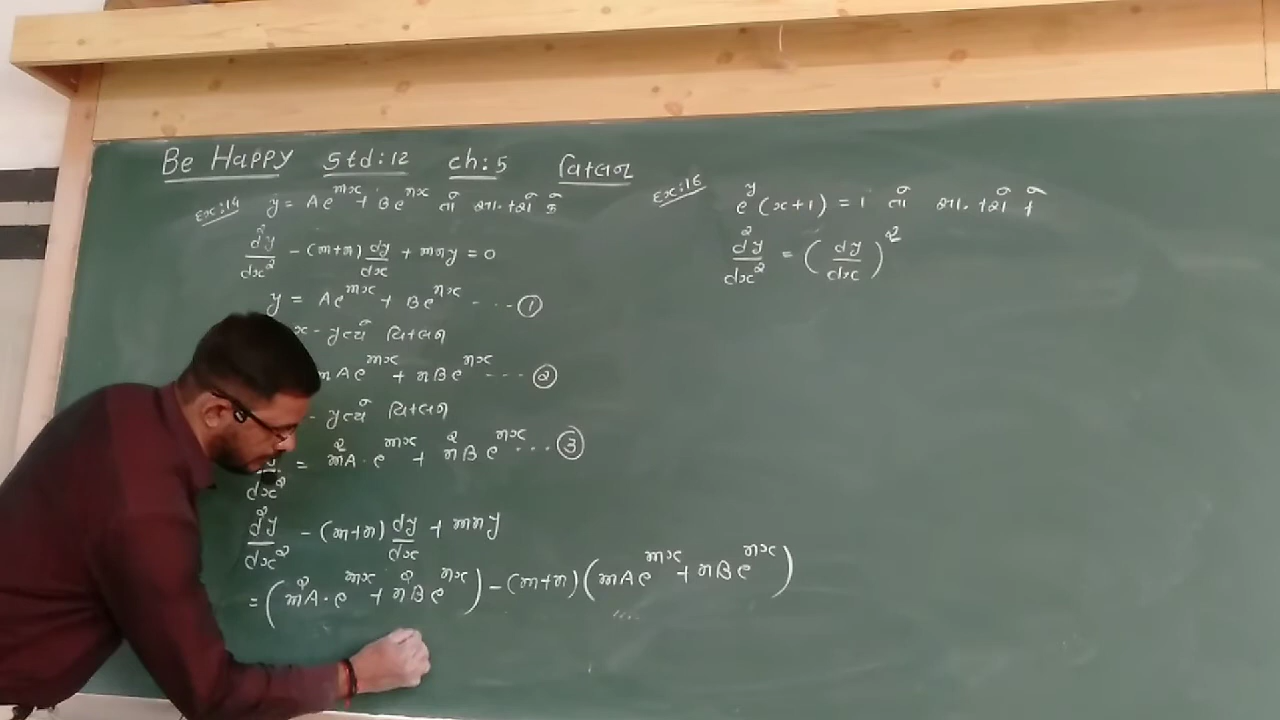 Be Happy Std:12 ch:5 વિકલન
Ex:14 y = Ae^mx + Be^nx તો સા. કરો કે
d²y/dx² - (m+n) dy/dx + mny = 0
y = Ae^mx + Be^nx ---- ①
x - પ્રત્યે વિકલન
mAe^mx + nBe^nx ---- ②
- પ્રત્યે વિકલન
y/dx² = m²A·e^mx + n²Be^nx ... ③
d²y/dx² - (m+n) dy/dx + mny
= (m²A·e^mx + n²Be^nx) - (m+n)(mAe^mx + nBe^nx)
Ex:16 e^y (x+1) = 1 તો સા. કરો કે
d²y/dx² = (dy/dx)²